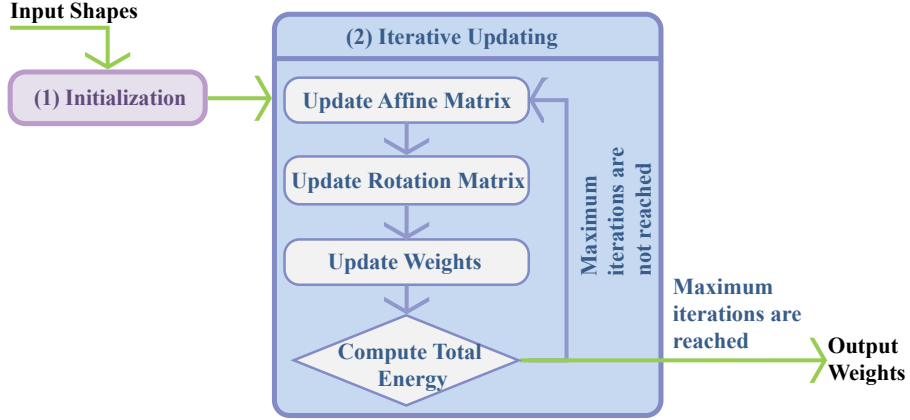 Input Shapes
(1) Initialization
(2) Iterative Updating
Update Affine Matrix
Update Rotation Matrix
Update Weights
Compute Total
Energy
Maximum
iterations are
not reached
Maximum
iterations are
reached
Output
Weights